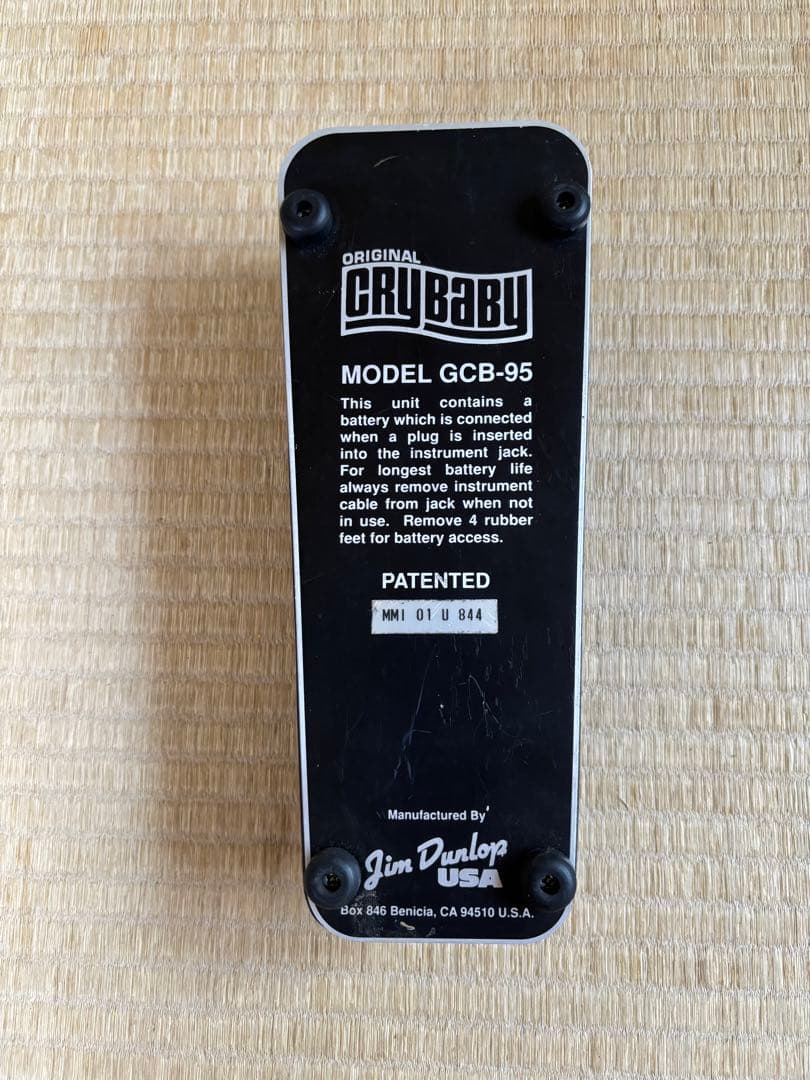 ORIGINAL
CRYBABY
MODEL GCB-95
This unit contains a
battery which is connected
when a plug is inserted
into the instrument jack.
For longest battery life
always remove instrument
cable from jack when not
in use. Remove 4 rubber
feet for battery access.
PATENTED
MM1 01 U 844
Manufactured By
Jim Dunlop
USA
Box 846 Benicia, CA 94510 U.S.A.